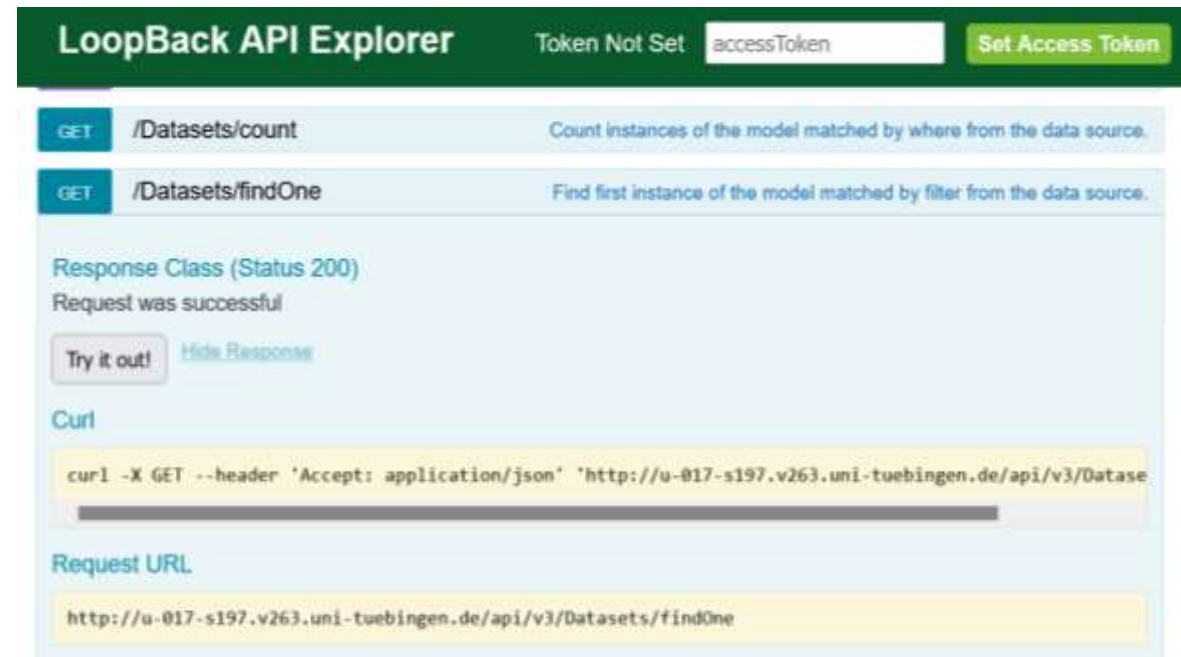 LoopBack API Explorer Token Not Set accessToken Set Access Token
GET /Datasets/count Count instances of the model matched by where from the data source.
GET /Datasets/findOne Find first instance of the model matched by filter from the data source.
Response Class (Status 200)
Request was successful
Try it out! Hide Response
Curl
curl -X GET --header 'Accept: application/json' 'http://u-017-s197.v263.uni-tuebingen.de/api/v3/Datase
Request URL
http://u-017-s197.v263.uni-tuebingen.de/api/v3/Datasets/findOne